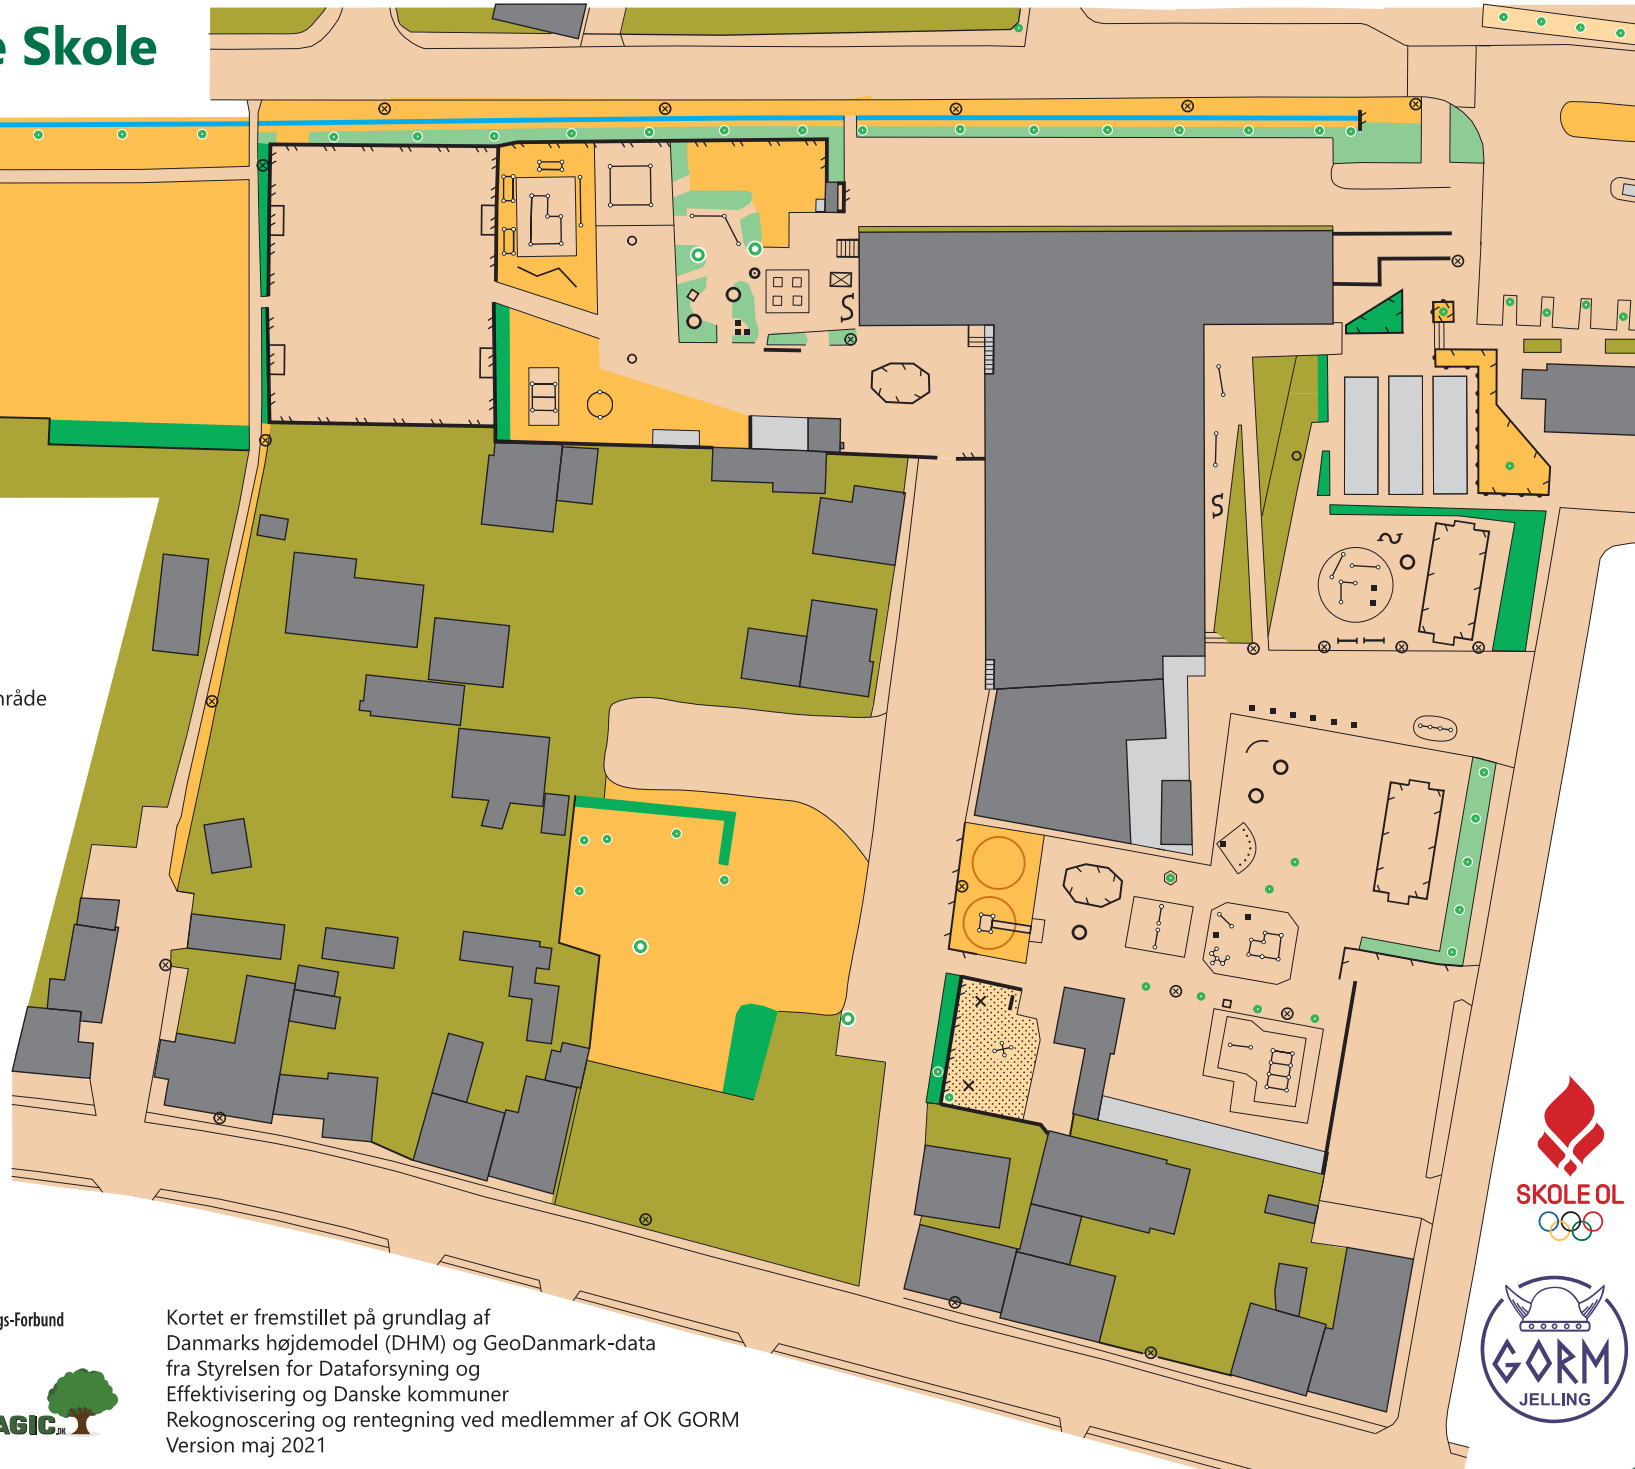 e Skole
råde
gs-Forbund
AGIC.DK
Kortet er fremstillet på grundlag af
Danmarks højdemodel (DHM) og GeoDanmark-data
fra Styrelsen for Dataforsyning og
Effektivisering og Danske kommuner
Rekognoscering og rentegning ved medlemmer af OK GORM
Version maj 2021
SKOLE OL
GORM
JELLING